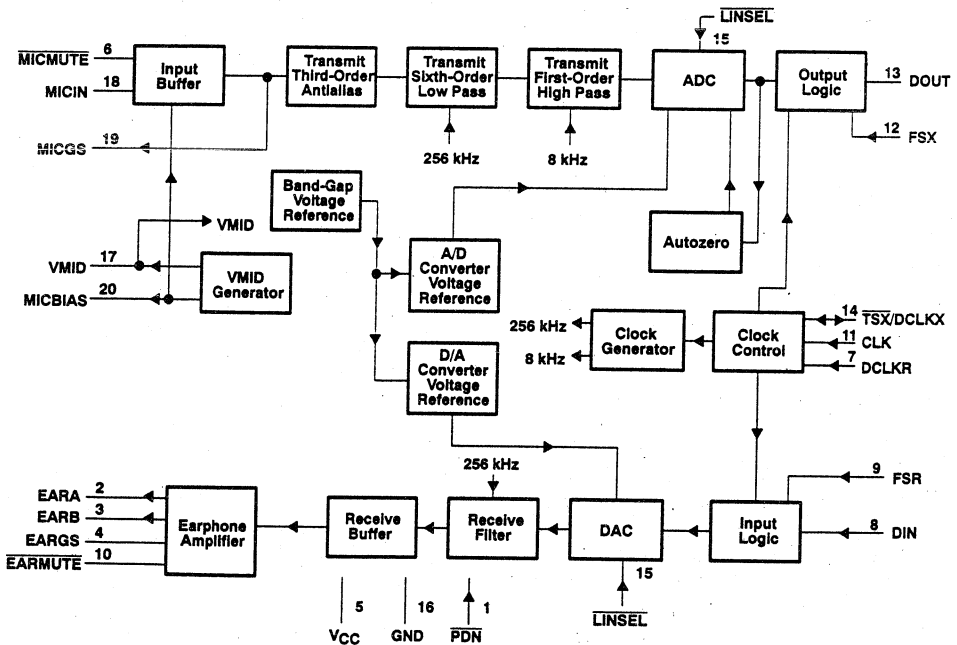 LINSEL
15
6
MICMUTE
18
MICIN
Input
Buffer
Transmit
Third-Order
Antialias
Transmit
Sixth-Order
Low Pass
Transmit
First-Order
High Pass
ADC
Output
Logic
13
DOUT
12
FSX
19
MICGS
256 kHz
8 kHz
Band-Gap
Voltage
Reference
VMID
Autozero
17
VMID
20
MICBIAS
VMID
Generator
A/D
Converter
Voltage
Reference
256 kHz
8 kHz
Clock
Generator
Clock
Control
14
TSX/DCLKX
11
CLK
7
DCLKR
D/A
Converter
Voltage
Reference
256 kHz
9
FSR
2
EARA
3
EARB
4
EARGS
10
EARMUTE
Earphone
Amplifier
Receive
Buffer
Receive
Filter
DAC
Input
Logic
8
DIN
15
LINSEL
5
VCC
16
GND
1
PDN